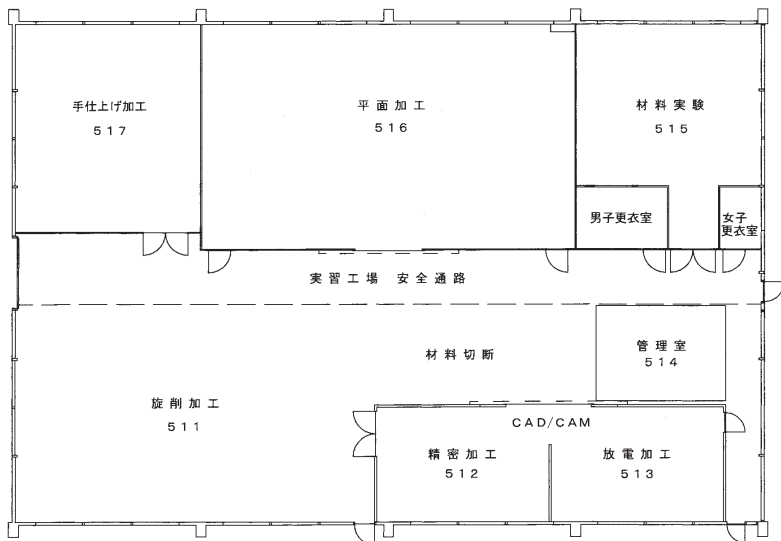 手仕上げ加工
517
平面加工
516
材料実験
515
男子更衣室
女子
更衣室
実習工場 安全通路
材料切断
管理室
514
旋削加工
511
CAD/CAM
精密加工
512
放電加工
513